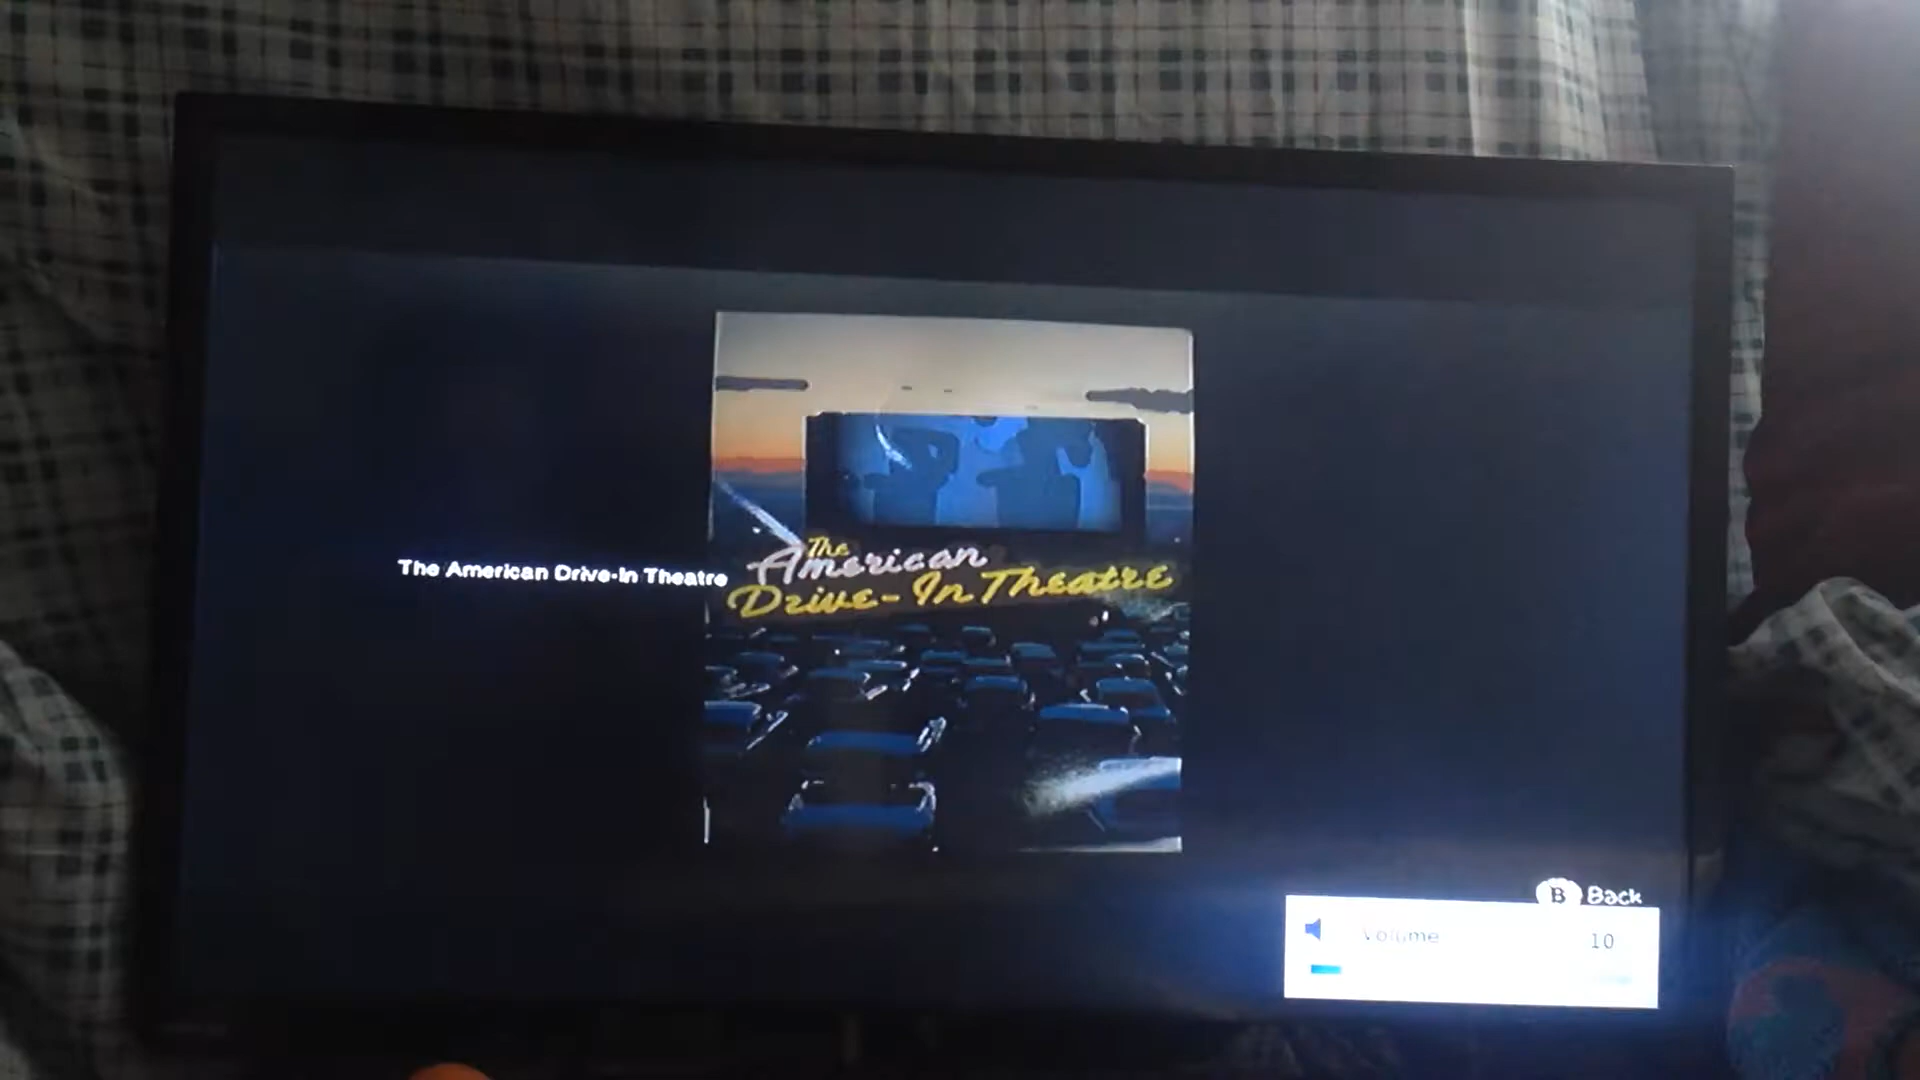 The American Drive-In Theatre
The
American
Drive-In Theatre
B Back
Volume 10